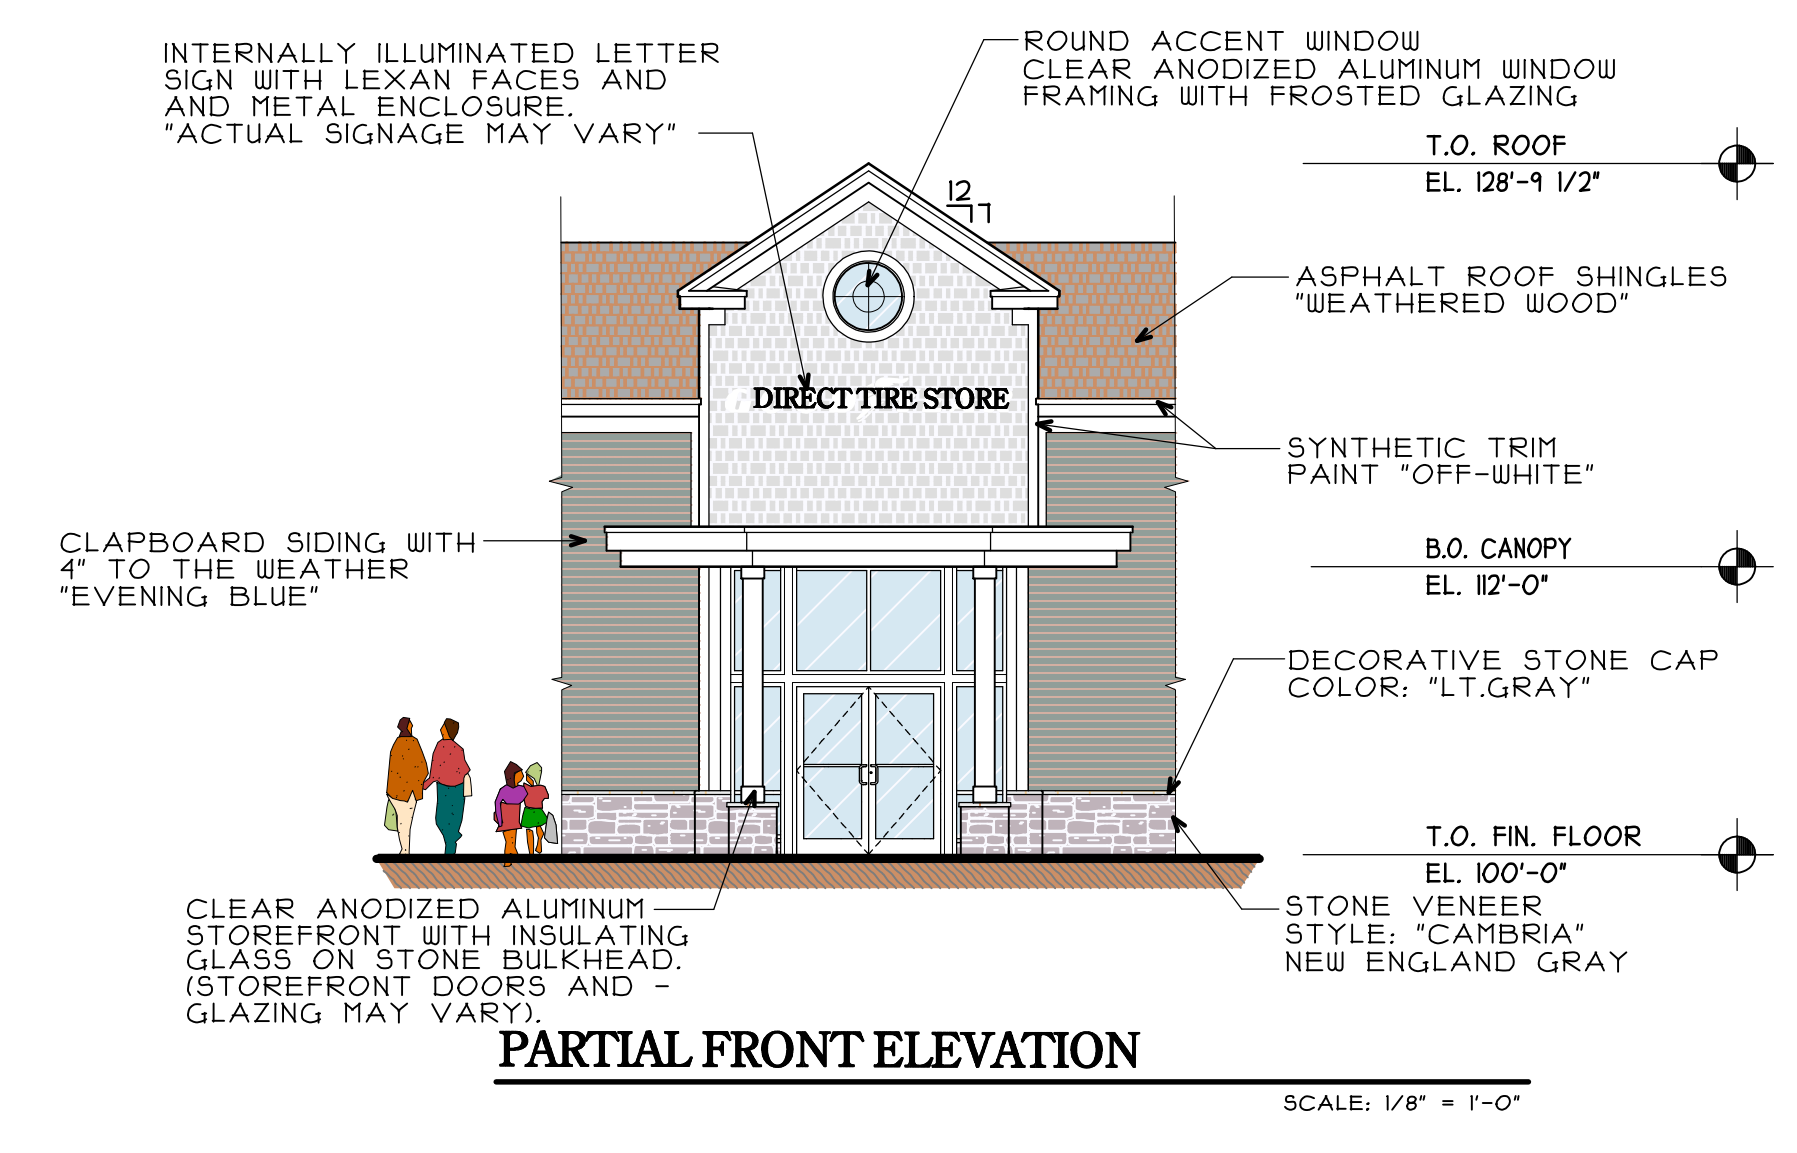 INTERNALLY ILLUMINATED LETTER
SIGN WITH LEXAN FACES AND
AND METAL ENCLOSURE.
"ACTUAL SIGNAGE MAY VARY"
ROUND ACCENT WINDOW
CLEAR ANODIZED ALUMINUM WINDOW
FRAMING WITH FROSTED GLAZING
T.O. ROOF
EL. 128'-9 1/2"
12
7
ASPHALT ROOF SHINGLES
"WEATHERED WOOD"
DIRECT TIRE STORE
SYNTHETIC TRIM
PAINT "OFF-WHITE"
CLAPBOARD SIDING WITH
4" TO THE WEATHER
"EVENING BLUE"
B.O. CANOPY
EL. 112'-0"
DECORATIVE STONE CAP
COLOR: "LT.GRAY"
T.O. FIN. FLOOR
EL. 100'-0"
CLEAR ANODIZED ALUMINUM
STOREFRONT WITH INSULATING
GLASS ON STONE BULKHEAD.
(STOREFRONT DOORS AND -
GLAZING MAY VARY).
STONE VENEER
STYLE: "CAMBRIA"
NEW ENGLAND GRAY
PARTIAL FRONT ELEVATION
SCALE: 1/8" = 1'-0"